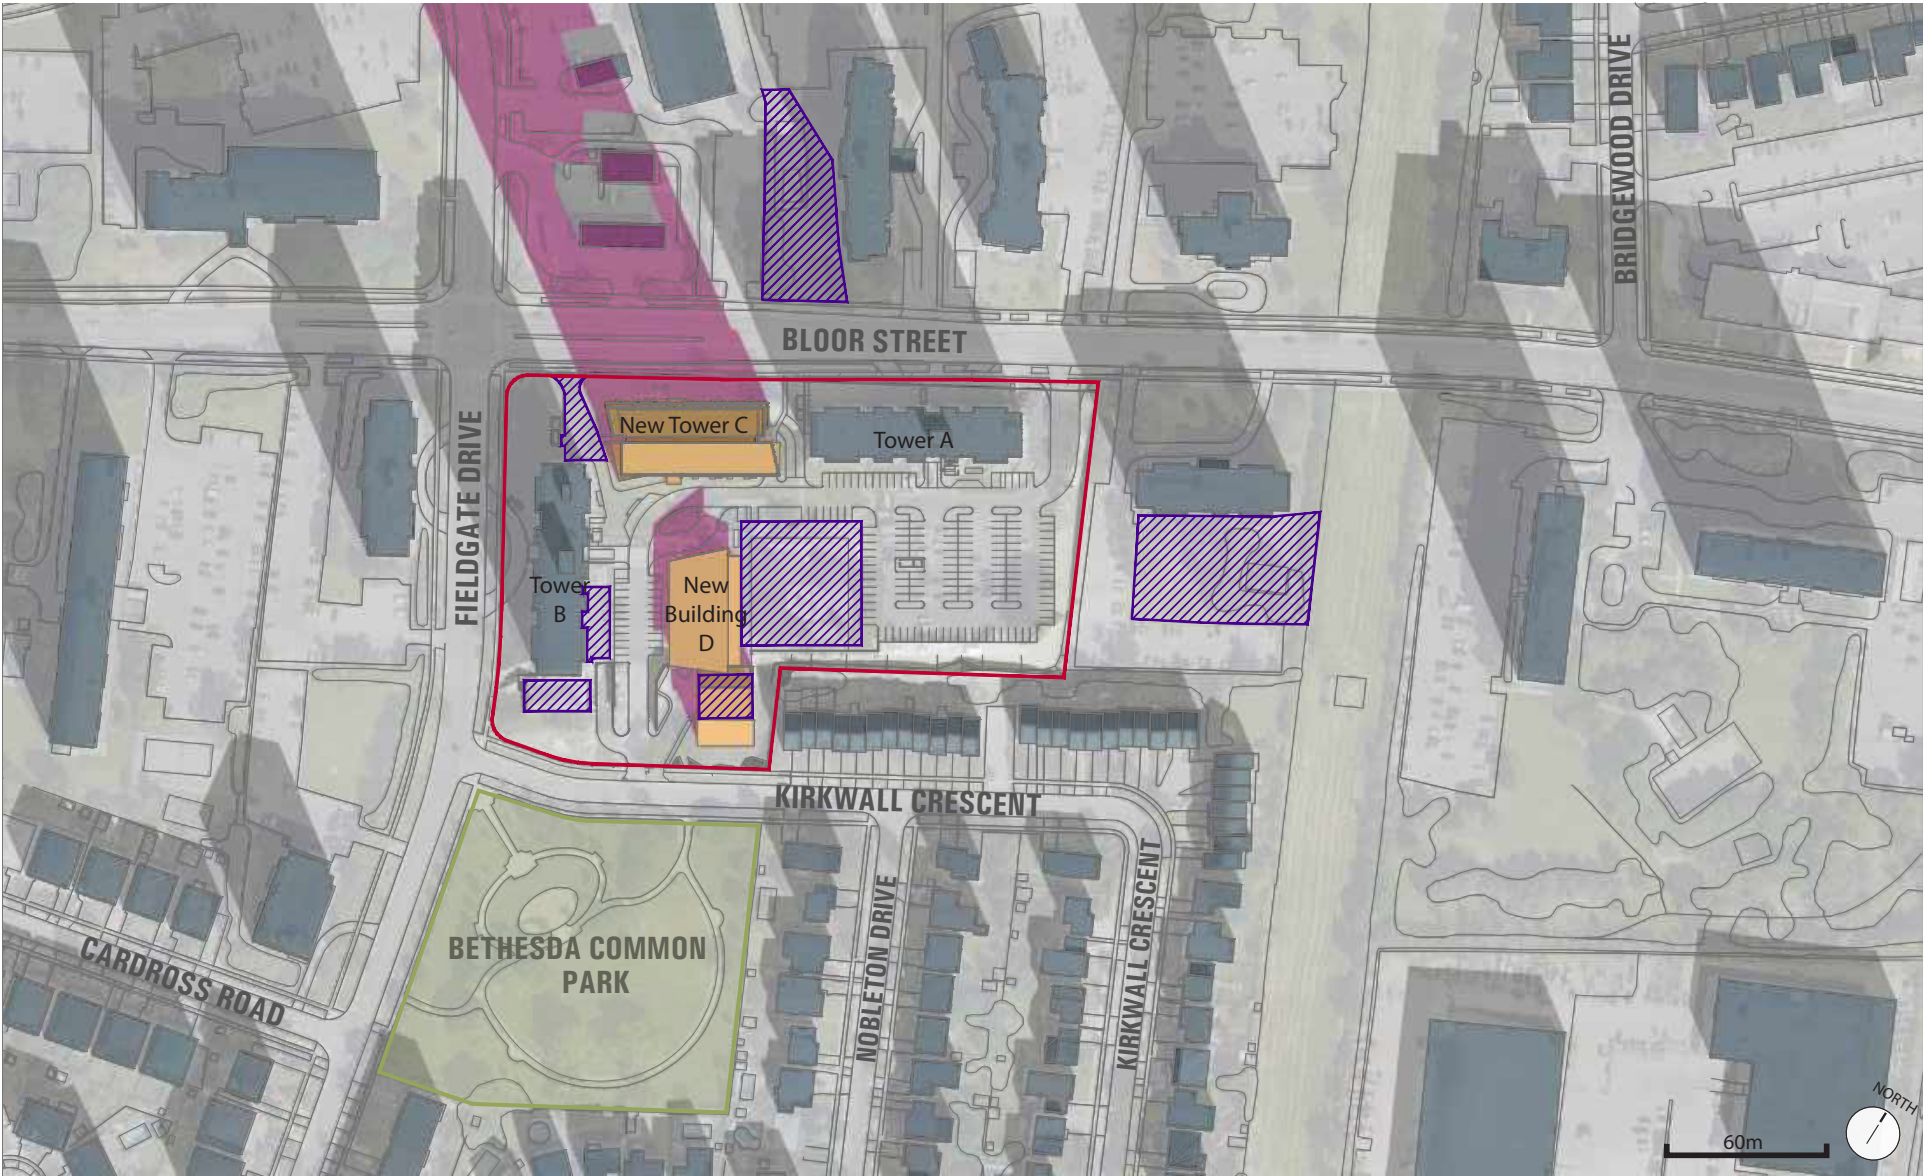 BRIDGEWOOD DRIVE
BLOOR STREET
New Tower C
Tower A
FIELDGATE DRIVE
Tower
B
New
Building
D
KIRKWALL CRESCENT
BETHESDA COMMON
PARK
NOBLETON DRIVE
KIRKWALL CRESCENT
CARDROSS ROAD
NORTH
60m